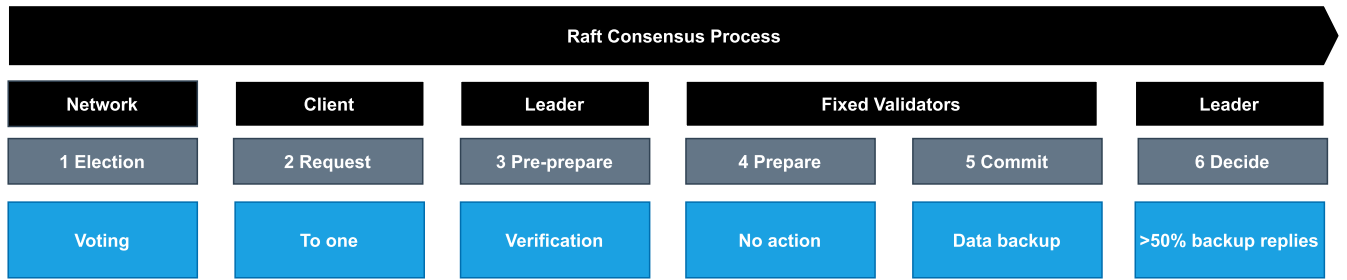 Raft Consensus Process
Network
Client
Leader
Fixed Validators
Leader
1 Election
2 Request
3 Pre-prepare
4 Prepare
5 Commit
6 Decide
Voting
To one
Verification
No action
Data backup
>50% backup replies